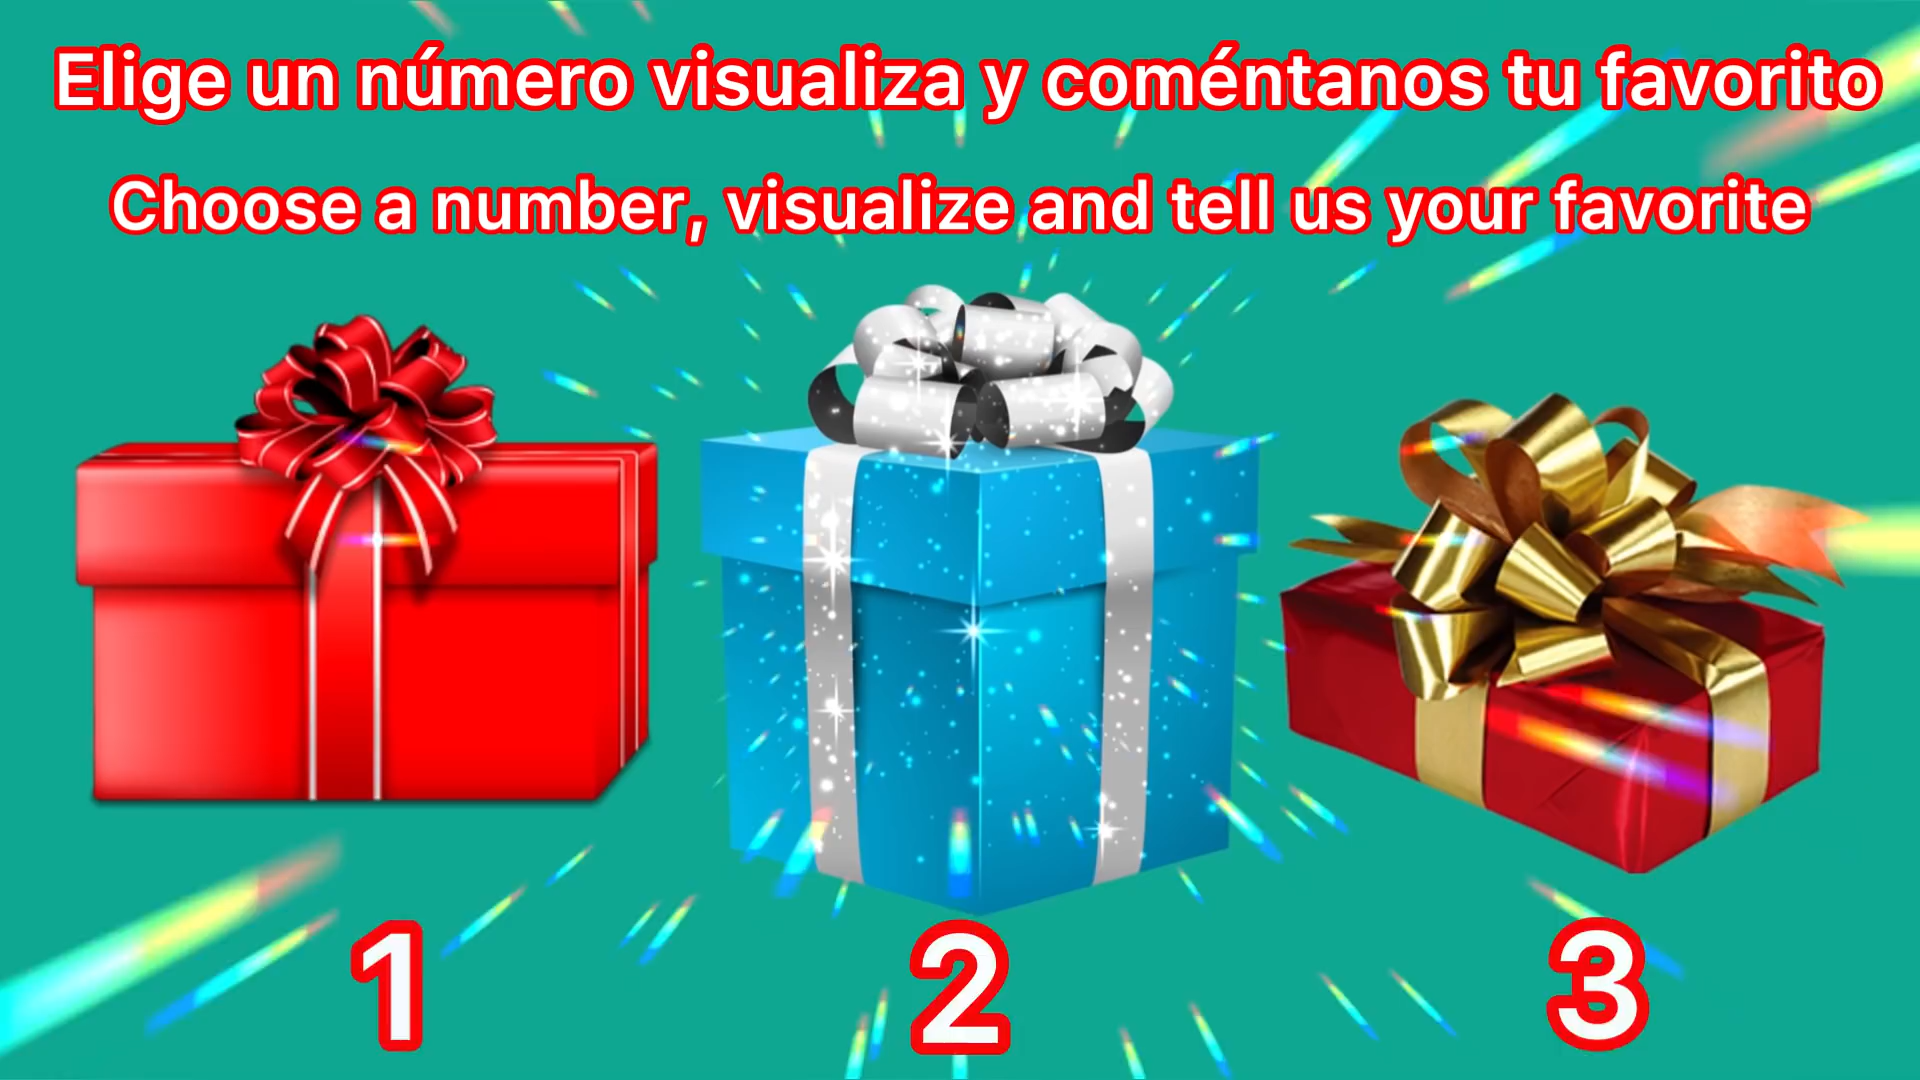 Elige un número visualiza y coméntanos tu favorito
Choose a number, visualize and tell us your favorite
1 2 3